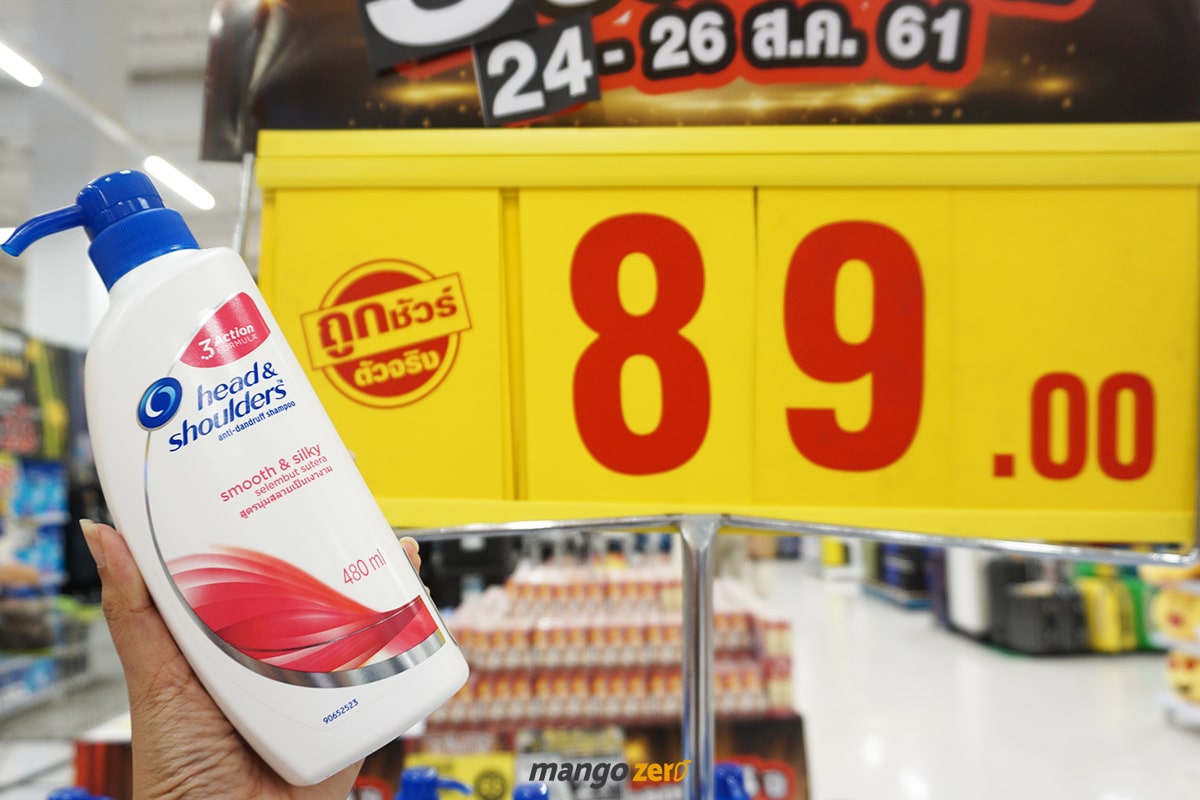 24 - 26 ส.ค. 61
ถูกชัวร์
ตัวจริง
89.00
3 Action
FORMULA
head &
shoulders™
anti-dandruff shampoo
smooth & silky
selembut sutera
สูตรนุ่มสลวยเป็นเงางาม
480 ml
90652523
mango zero